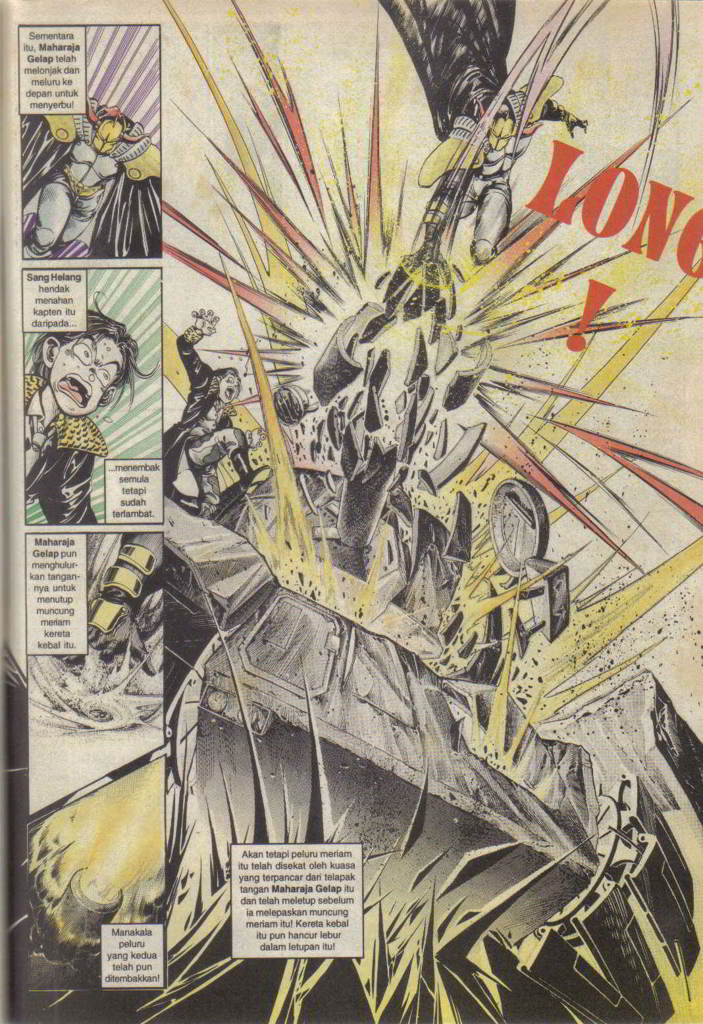 Sementara
itu, Maharaja
Gelap telah
melonjak dan
meluru ke
depan untuk
menyerbu!
Sang Helang
hendak
menahan
kapten itu
daripada...
...menembak
semula
tetapi
sudah
terlambat.
Maharaja
Gelap pun
menghulur-
kan tangan-
nya untuk
menutup
muncung
meriam
kereta
kebal itu.
Manakala
peluru
yang kedua
telah pun
ditembakkan!
LONG
!
Akan tetapi peluru meriam
itu telah disekat oleh kuasa
yang terpancar dari telapak
tangan Maharaja Gelap itu
dan telah meletup sebelum
ia melepaskan muncung
meriam itu! Kereta kebal
itu pun hancur lebur
dalam letupan itu!